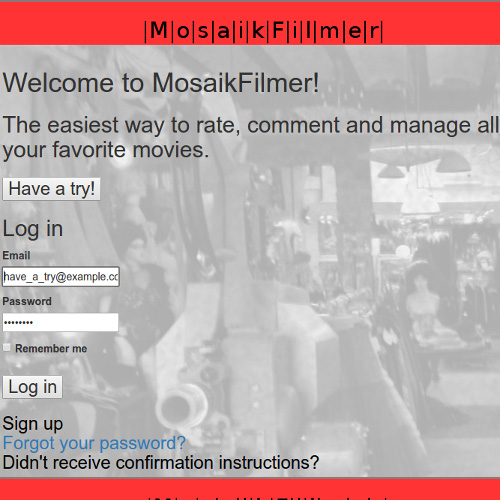 |M|o|s|a|i|k|F|i|l|m|e|r|
Welcome to MosaikFilmer!
The easiest way to rate, comment and manage all
your favorite movies.
Have a try!
Log in
Email
have_a_try@example.co
Password
••••••••
Remember me
Log in
Sign up
Forgot your password?
Didn't receive confirmation instructions?